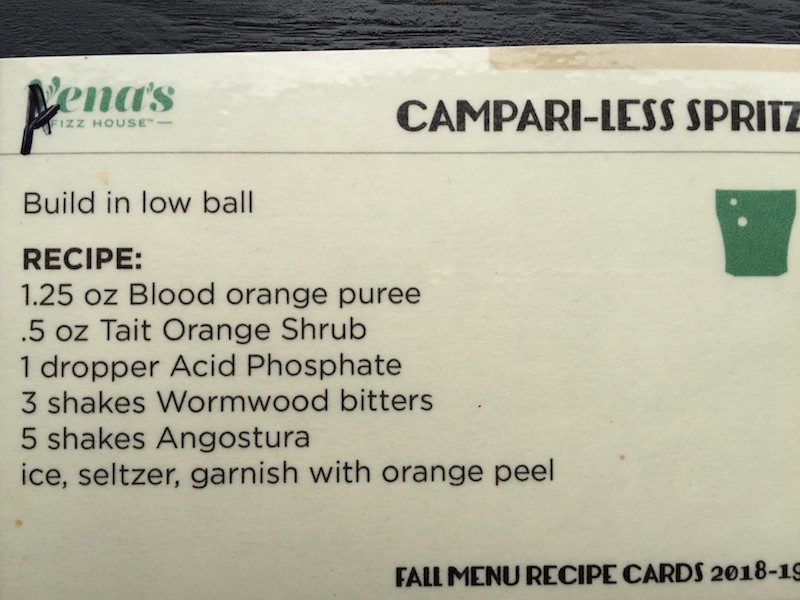 Vena's
FIZZ HOUSE™
CAMPARI-LESS SPRITZ
A
Build in low ball
RECIPE:
1.25 oz Blood orange puree
.5 oz Tait Orange Shrub
1 dropper Acid Phosphate
3 shakes Wormwood bitters
5 shakes Angostura
ice, seltzer, garnish with orange peel
FALL MENU RECIPE CARDS 2018-19